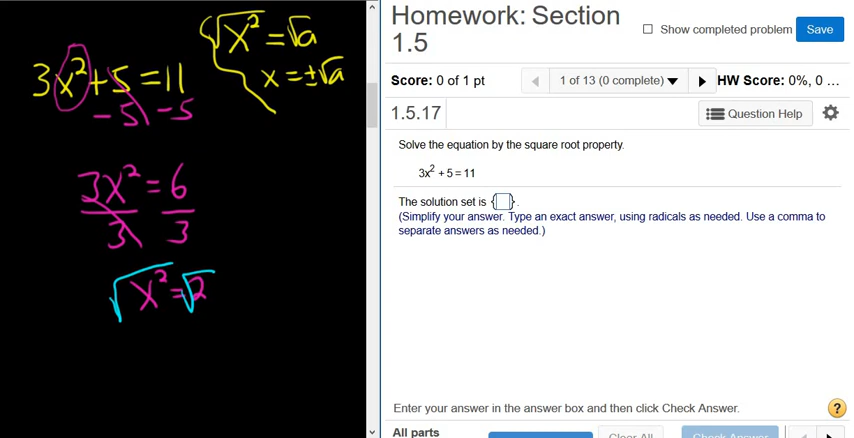 3x² + 5 = 11
- 5 - 5
3x² = 6
3 3
√x² = √2
√x² = √a
x = ±√a
Homework: Section 1.5
Show completed problem
Save
Score: 0 of 1 pt
1 of 13 (0 complete)
HW Score: 0%, 0 ...
1.5.17
Question Help
Solve the equation by the square root property.
3x² + 5 = 11
The solution set is { }.
(Simplify your answer. Type an exact answer, using radicals as needed. Use a comma to
separate answers as needed.)
Enter your answer in the answer box and then click Check Answer.
?
All parts
Clear All
Check Answer